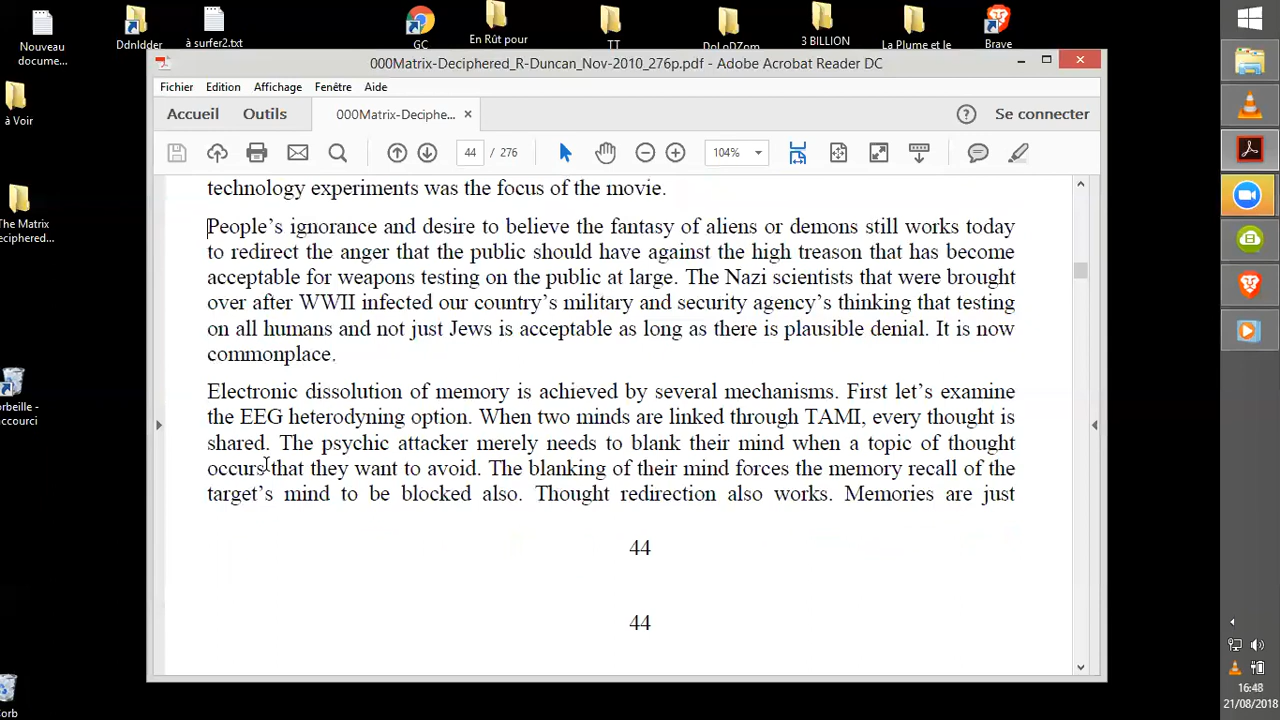 Nouveau
docume...
DdnIdder
à surfer2.txt
GC
En Rût pour
TT
DoLoDZom
3 BILLION
La Plume et le
Brave
à Voir
The Matrix
Deciphered...
orbeille -
accourci
Corb
000Matrix-Deciphered_R-Duncan_Nov-2010_276p.pdf - Adobe Acrobat Reader DC
Fichier Edition Affichage Fenêtre Aide
Accueil Outils 000Matrix-Deciphe... Se connecter
44 / 276 104%
technology experiments was the focus of the movie.
People’s ignorance and desire to believe the fantasy of aliens or demons still works today
to redirect the anger that the public should have against the high treason that has become
acceptable for weapons testing on the public at large. The Nazi scientists that were brought
over after WWII infected our country’s military and security agency’s thinking that testing
on all humans and not just Jews is acceptable as long as there is plausible denial. It is now
commonplace.
Electronic dissolution of memory is achieved by several mechanisms. First let’s examine
the EEG heterodyning option. When two minds are linked through TAMI, every thought is
shared. The psychic attacker merely needs to blank their mind when a topic of thought
occurs that they want to avoid. The blanking of their mind forces the memory recall of the
target’s mind to be blocked also. Thought redirection also works. Memories are just
44
44
16:48
21/08/2018